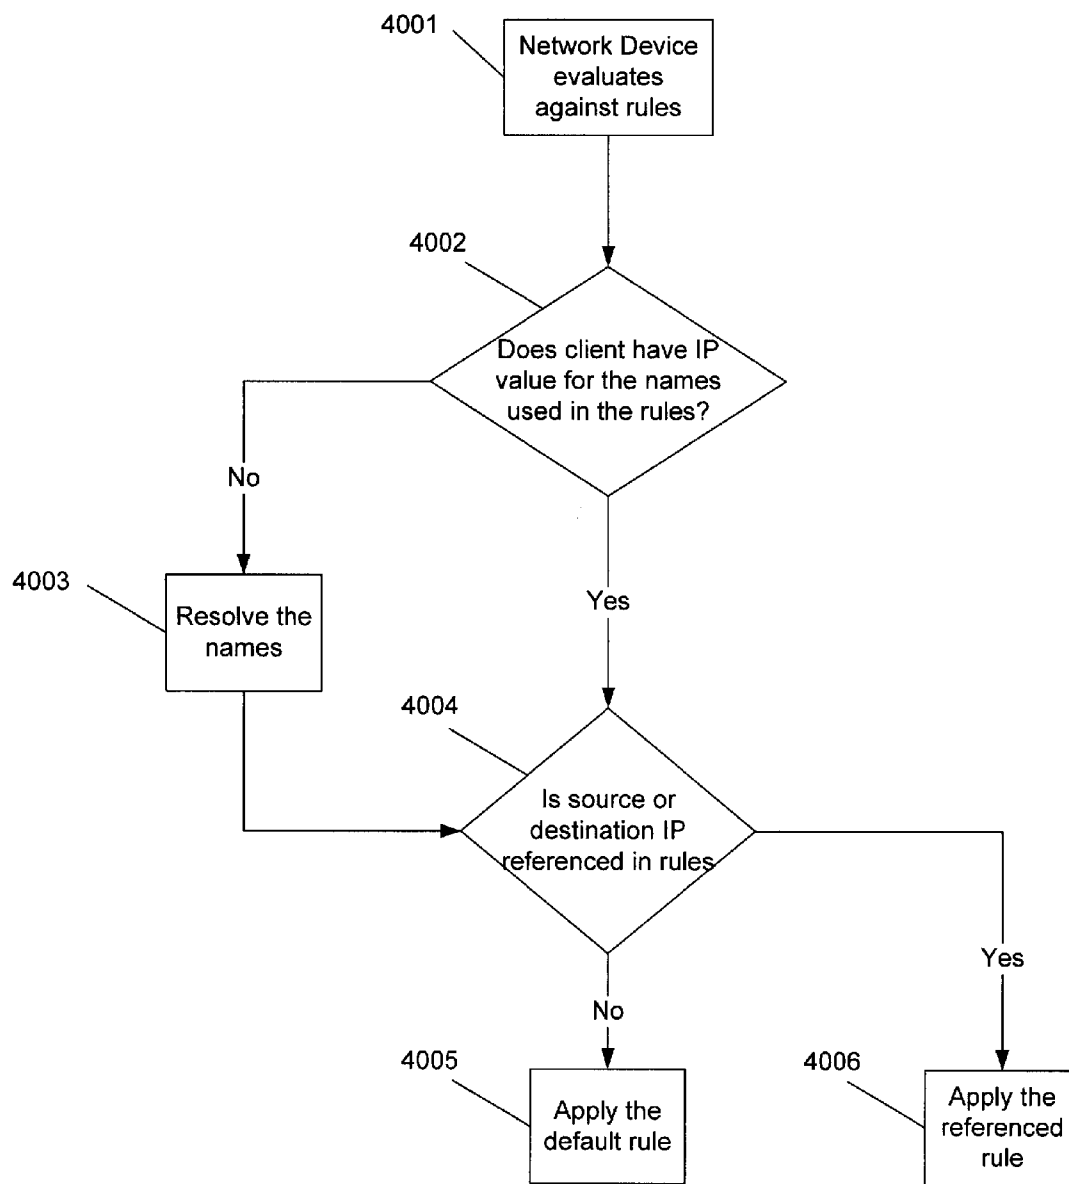 4001
Network Device
evaluates
against rules
4002
Does client have IP
value for the names
used in the rules?
No
4003
Resolve the
names
Yes
4004
Is source or
destination IP
referenced in rules
Yes
No
4005
Apply the
default rule
4006
Apply the
referenced
rule